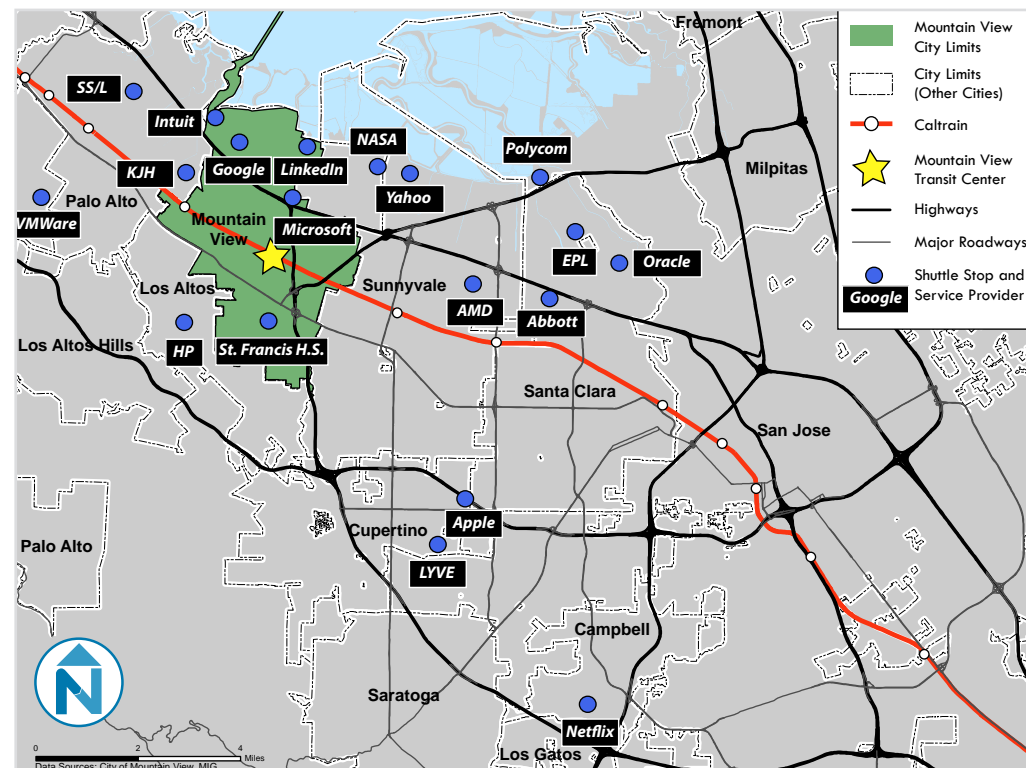 Fremont
SS/L
Intuit
NASA
Polycom
KJH
Google
LinkedIn
Yahoo
Milpitas
Palo Alto
VMWare
Mountain
View
Microsoft
EPL
Oracle
Los Altos
Sunnyvale
AMD
Abbott
Los Altos Hills
HP
St. Francis H.S.
Santa Clara
San Jose
Apple
Cupertino
Palo Alto
LYVE
Campbell
Saratoga
Netflix
Los Gatos
N
0 2 4
Miles
Data Sources: City of Mountain View, MIG
Mountain View
City Limits
City Limits
(Other Cities)
Caltrain
Mountain View
Transit Center
Highways
Major Roadways
Shuttle Stop and
Google
Service Provider